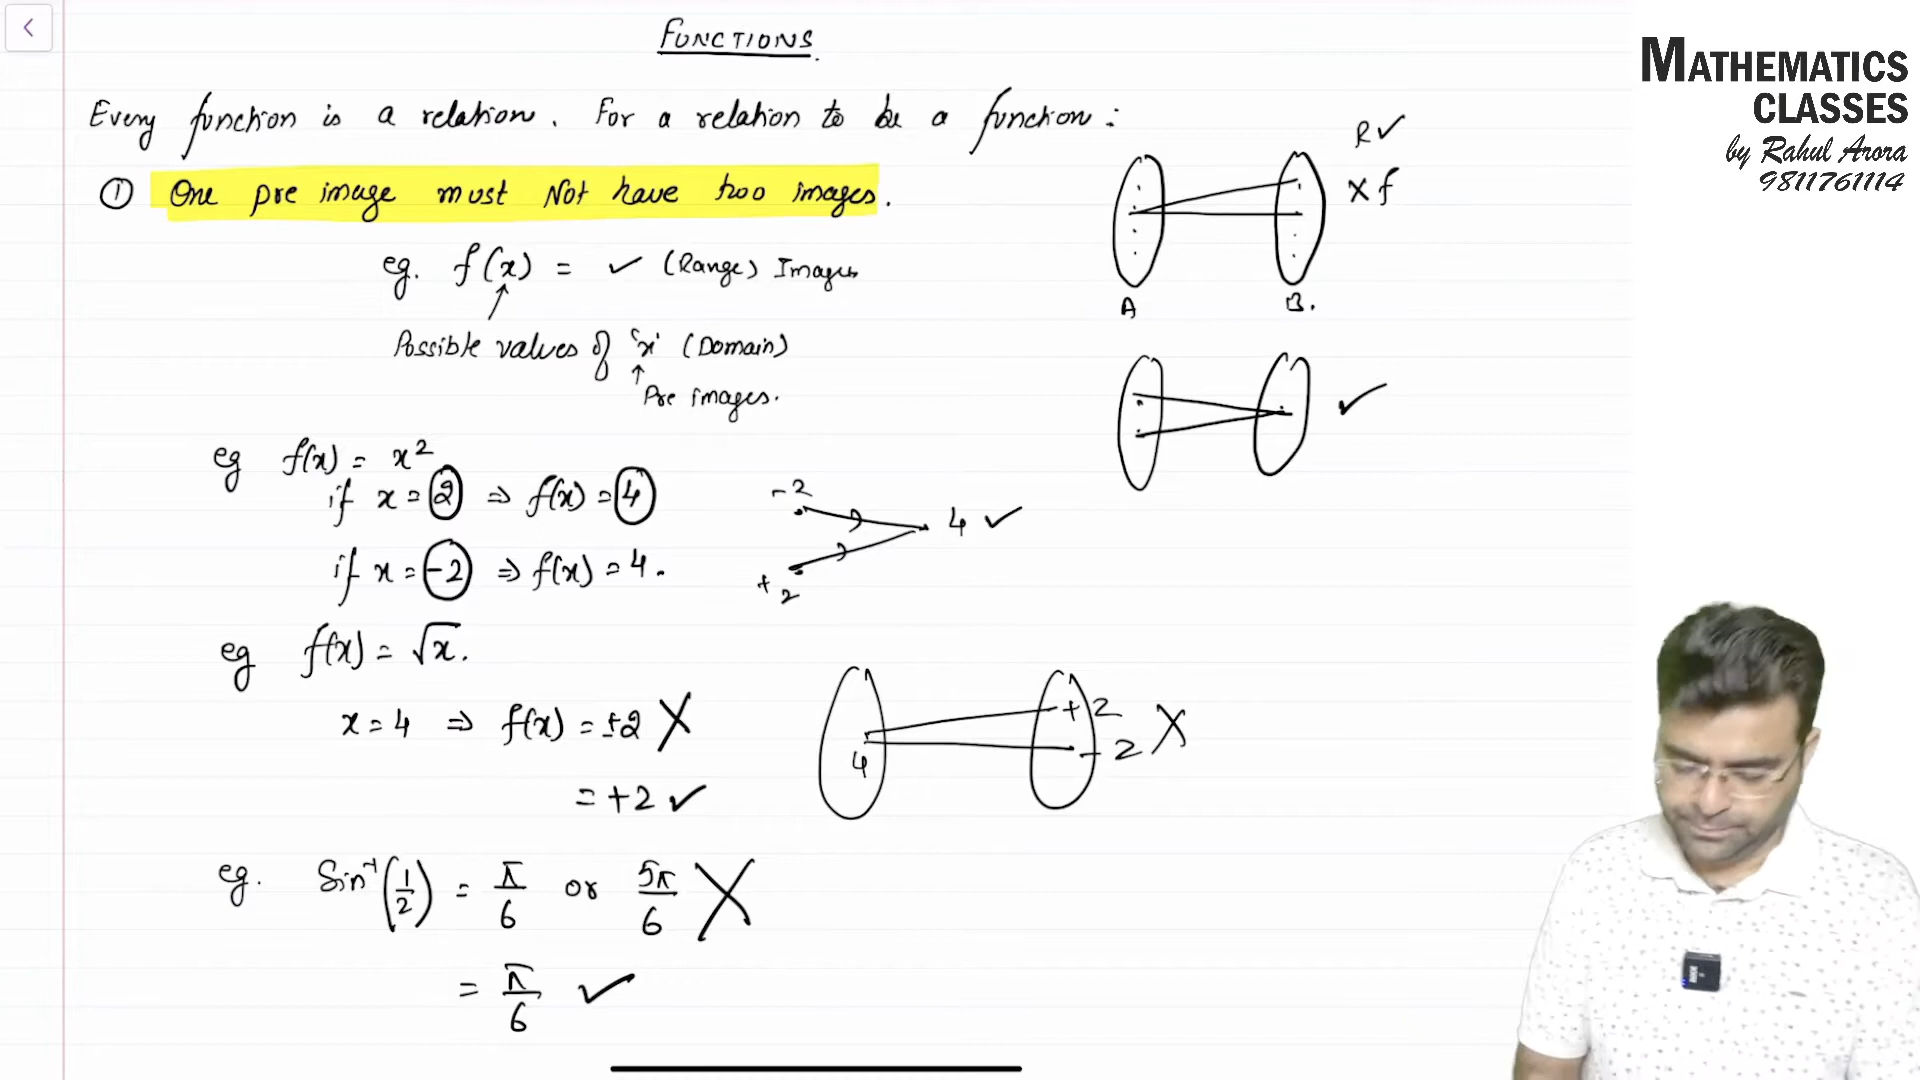 FUNCTIONS.
Every function is a relation. For a relation to be a function:
① One pre image must Not have two images.
eg. f(x) = ✓ (Range) Images
↑
Possible values of 'x' (Domain)
↑
Pre images.
eg f(x) = x²
if x = 2 ⇒ f(x) = 4
if x = -2 ⇒ f(x) = 4.
-2
+2
4 ✓
eg f(x) = √x.
x = 4 ⇒ f(x) = ±2 X
= +2 ✓
4
+2
-2 X
eg. Sin⁻¹(1/2) = π/6 or 5π/6 X
= π/6 ✓
R ✓
X f
A B.
✓
MATHEMATICS
CLASSES
by Rahul Arora
9811761114